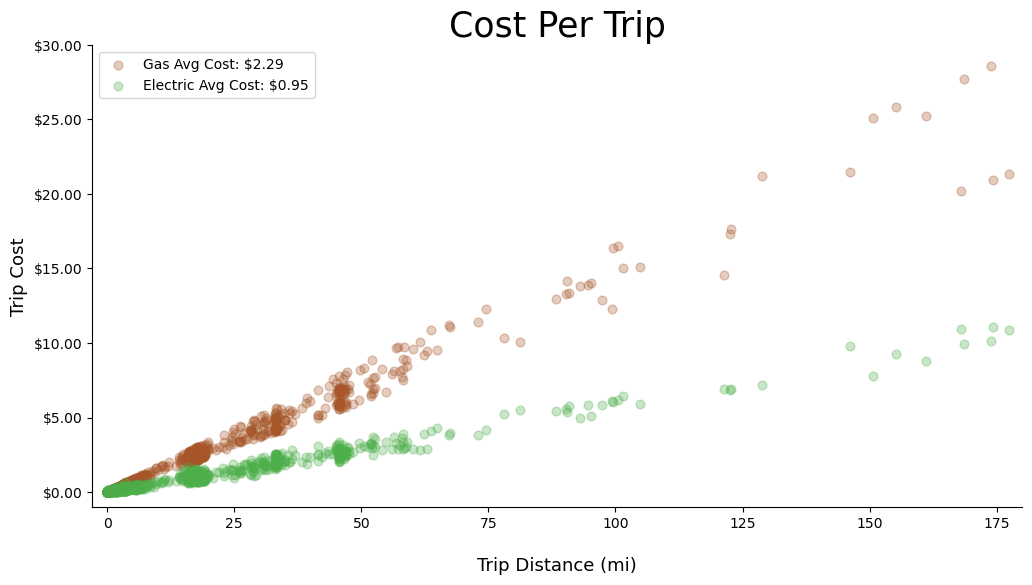 Cost Per Trip
Gas Avg Cost: $2.29
Electric Avg Cost: $0.95
Trip Cost
$30.00
$25.00
$20.00
$15.00
$10.00
$5.00
$0.00
0 25 50 75 100 125 150 175
Trip Distance (mi)